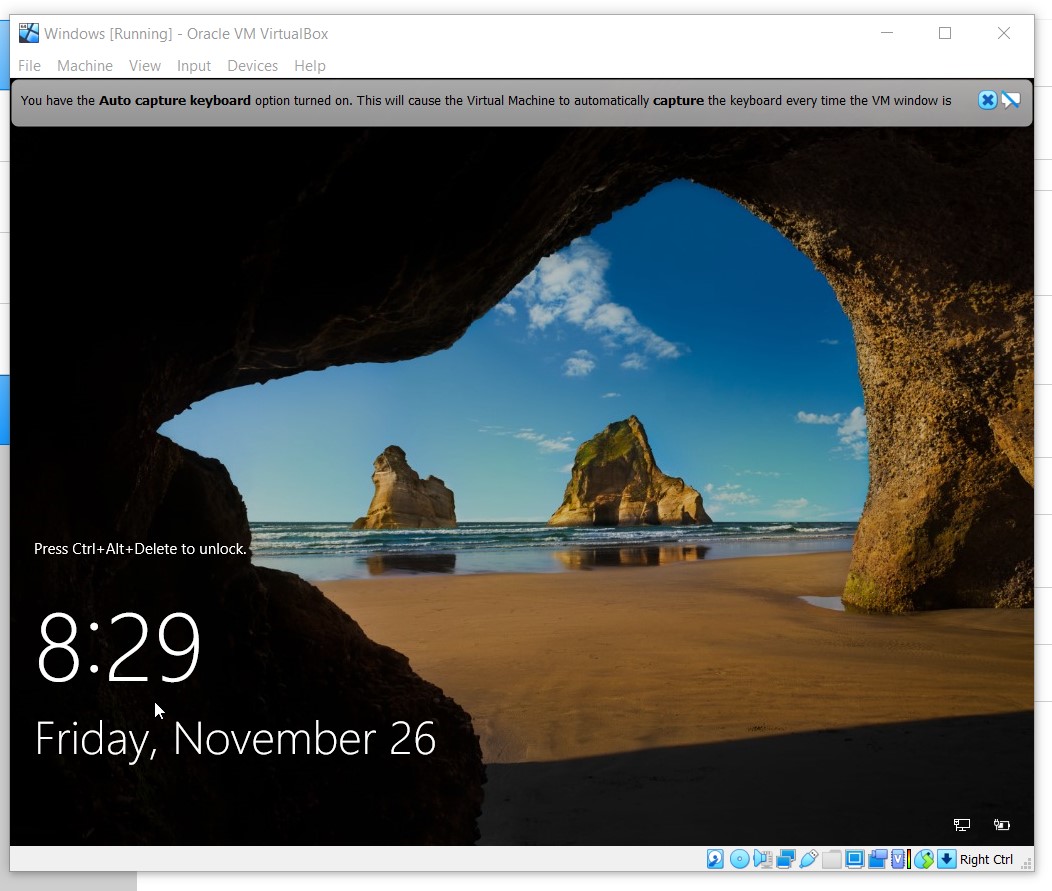 Windows [Running] - Oracle VM VirtualBox
File Machine View Input Devices Help
You have the Auto capture keyboard option turned on. This will cause the Virtual Machine to automatically capture the keyboard every time the VM window is
Press Ctrl+Alt+Delete to unlock.
8:29
Friday, November 26
Right Ctrl